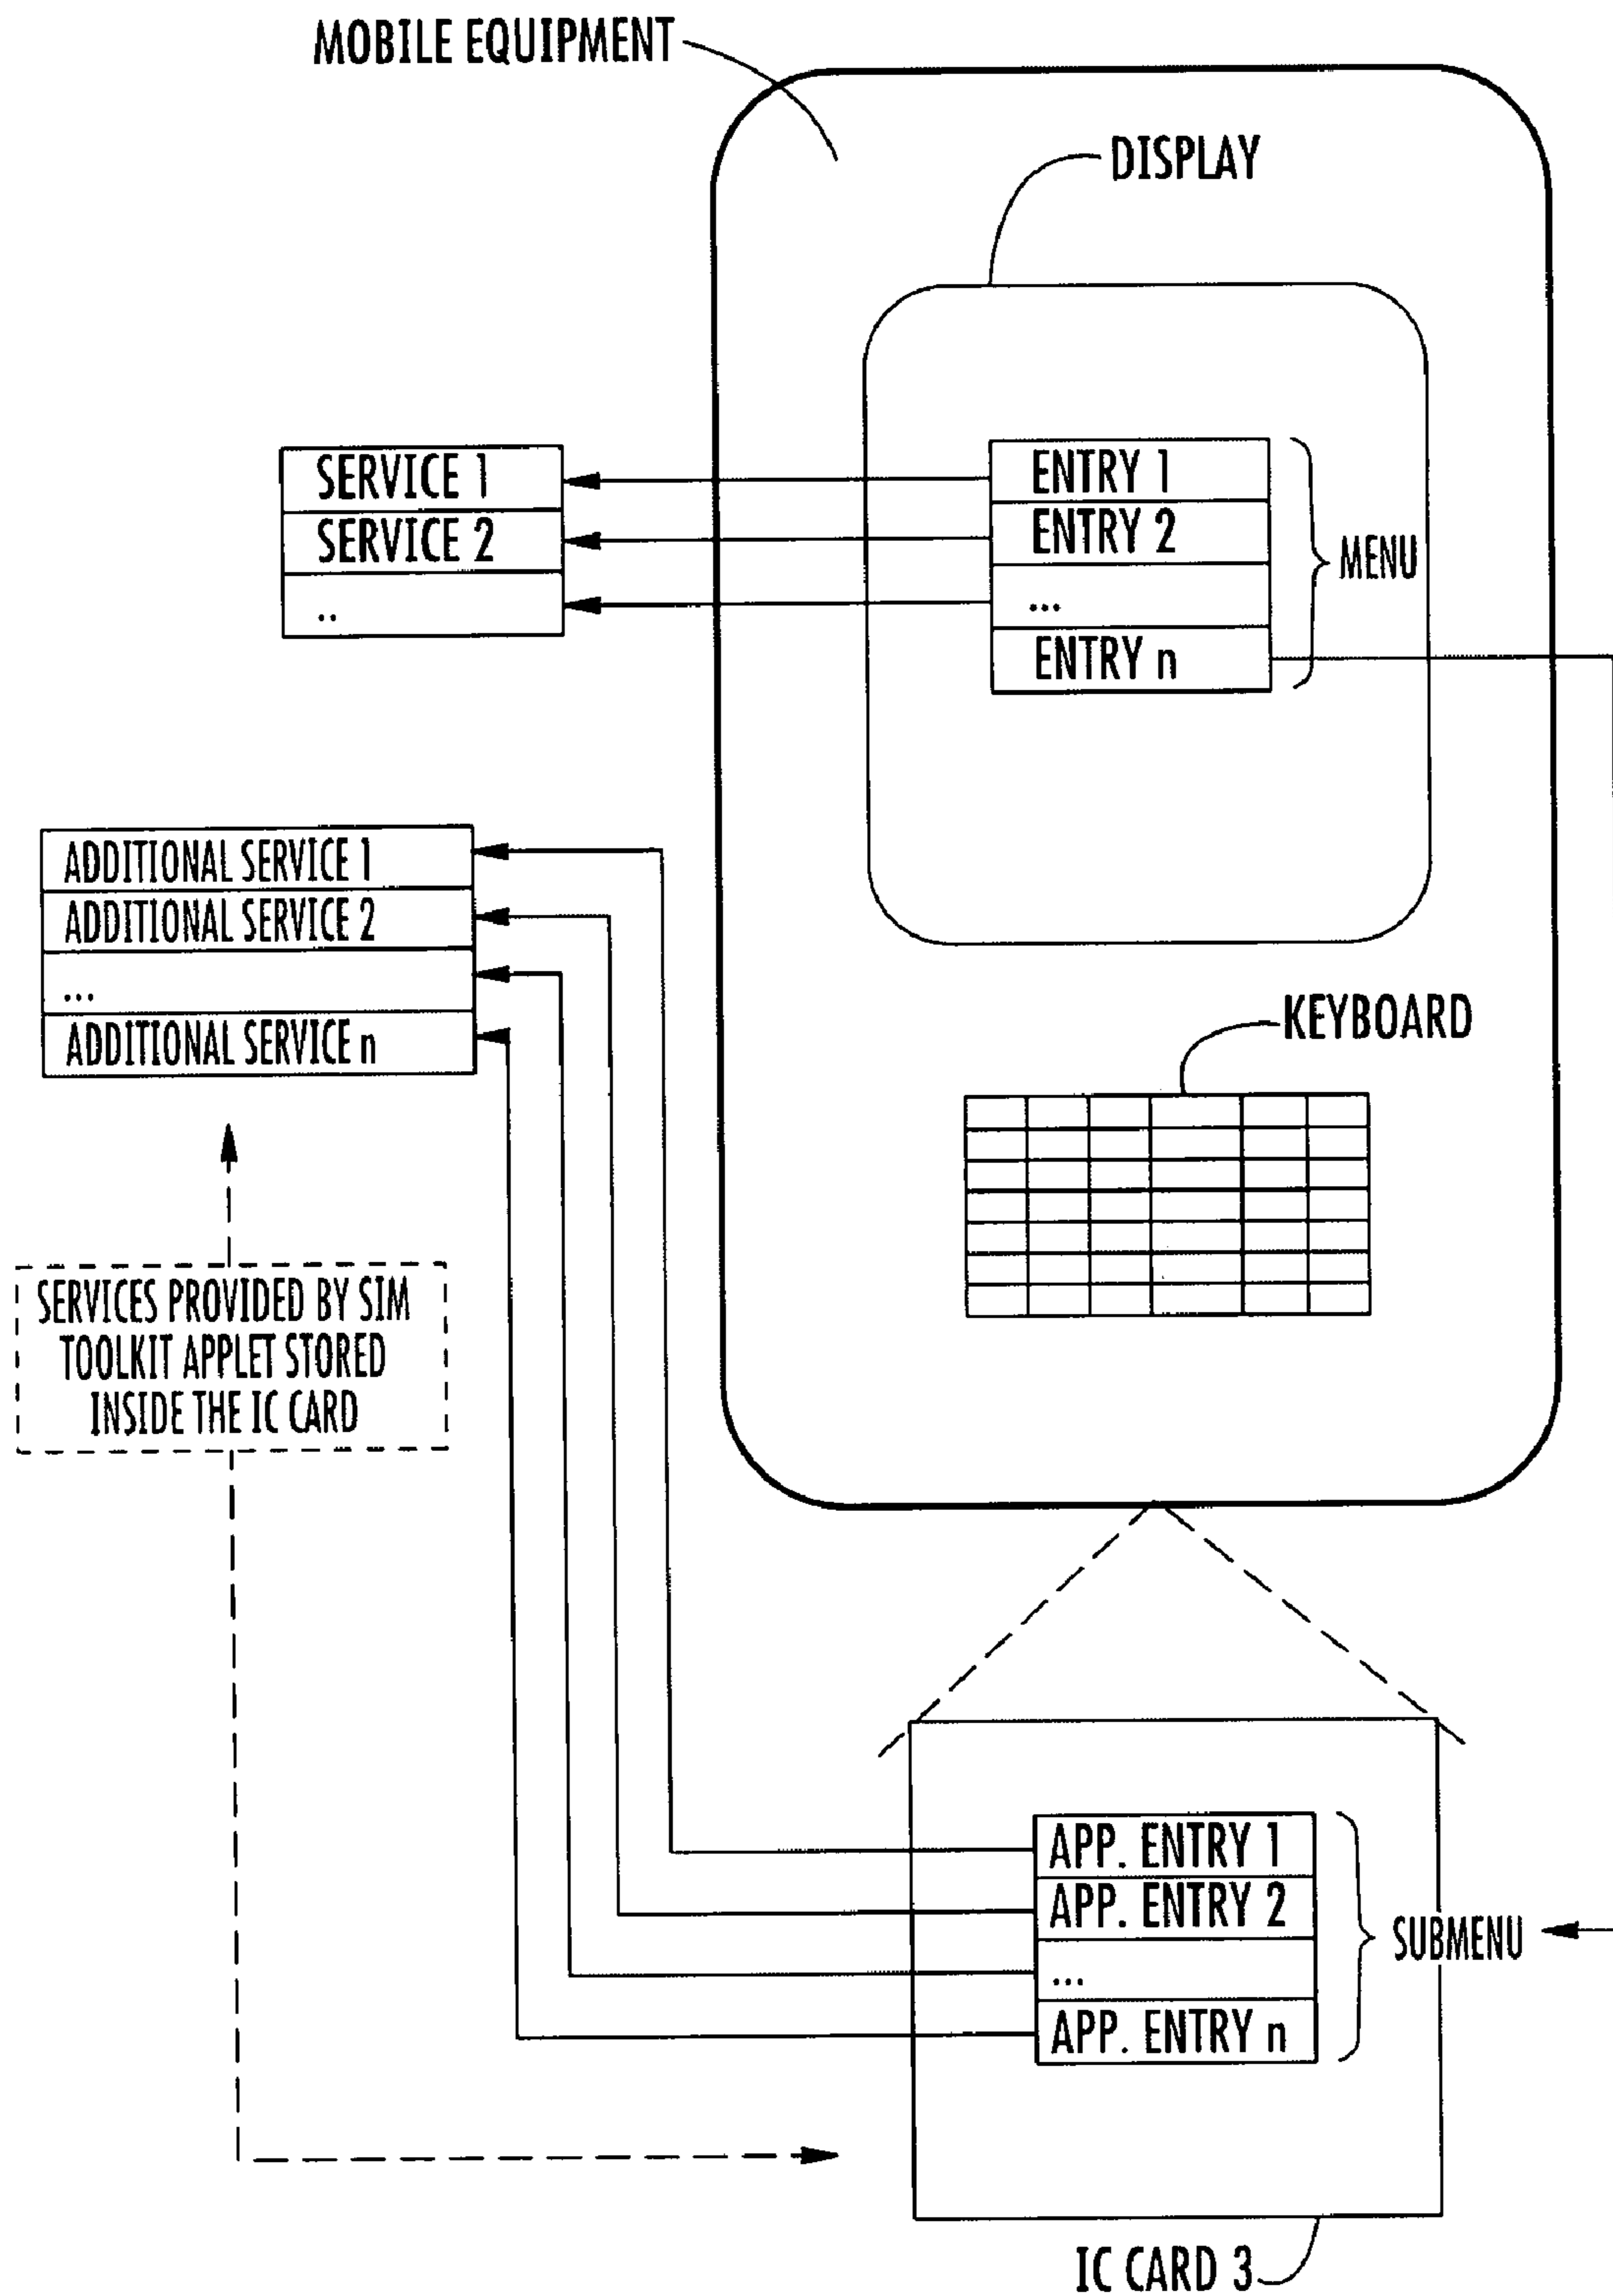 MOBILE EQUIPMENT
DISPLAY
SERVICE 1
SERVICE 2
..
ENTRY 1
ENTRY 2
...
ENTRY n
MENU
ADDITIONAL SERVICE 1
ADDITIONAL SERVICE 2
...
ADDITIONAL SERVICE n
KEYBOARD
SERVICES PROVIDED BY SIM
TOOLKIT APPLET STORED
INSIDE THE IC CARD
APP. ENTRY 1
APP. ENTRY 2
...
APP. ENTRY n
SUBMENU
IC CARD 3